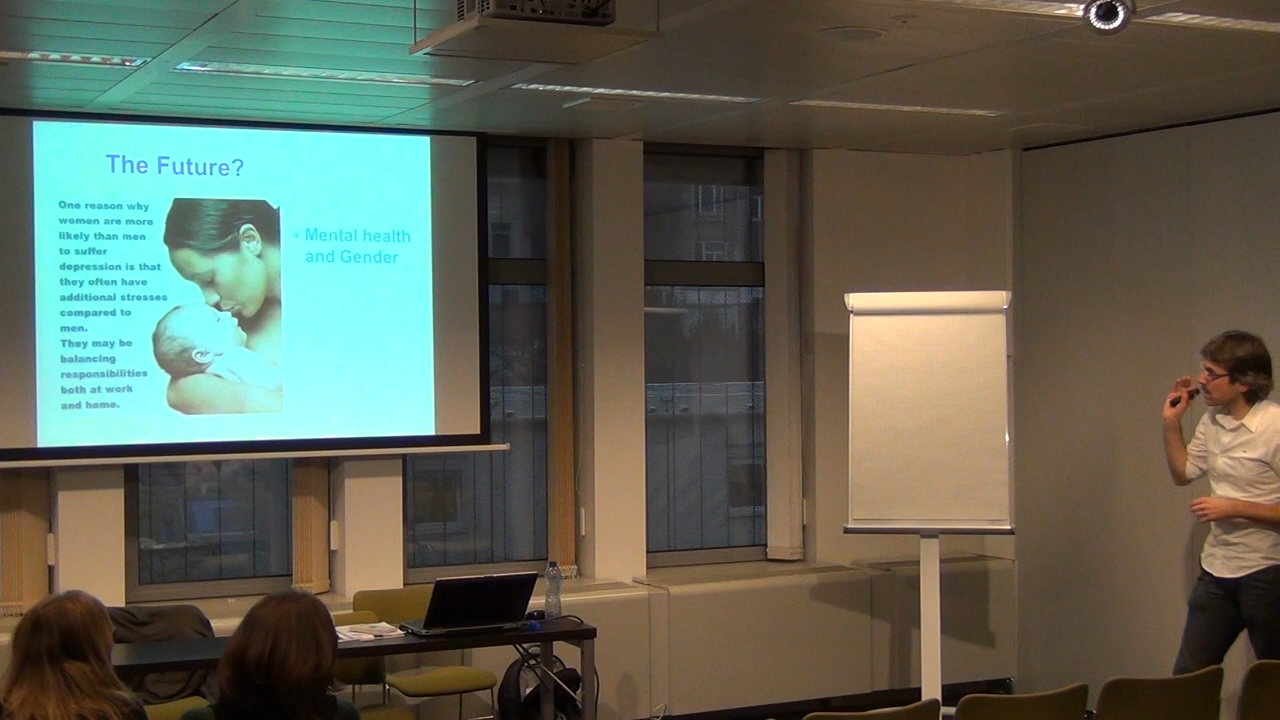 The Future?
One reason why
women are more
likely than men
to suffer
depression is that
they often have
additional stresses
compared to
men.
They may be
balancing
responsibilities
both at work
and home.
• Mental health
and Gender